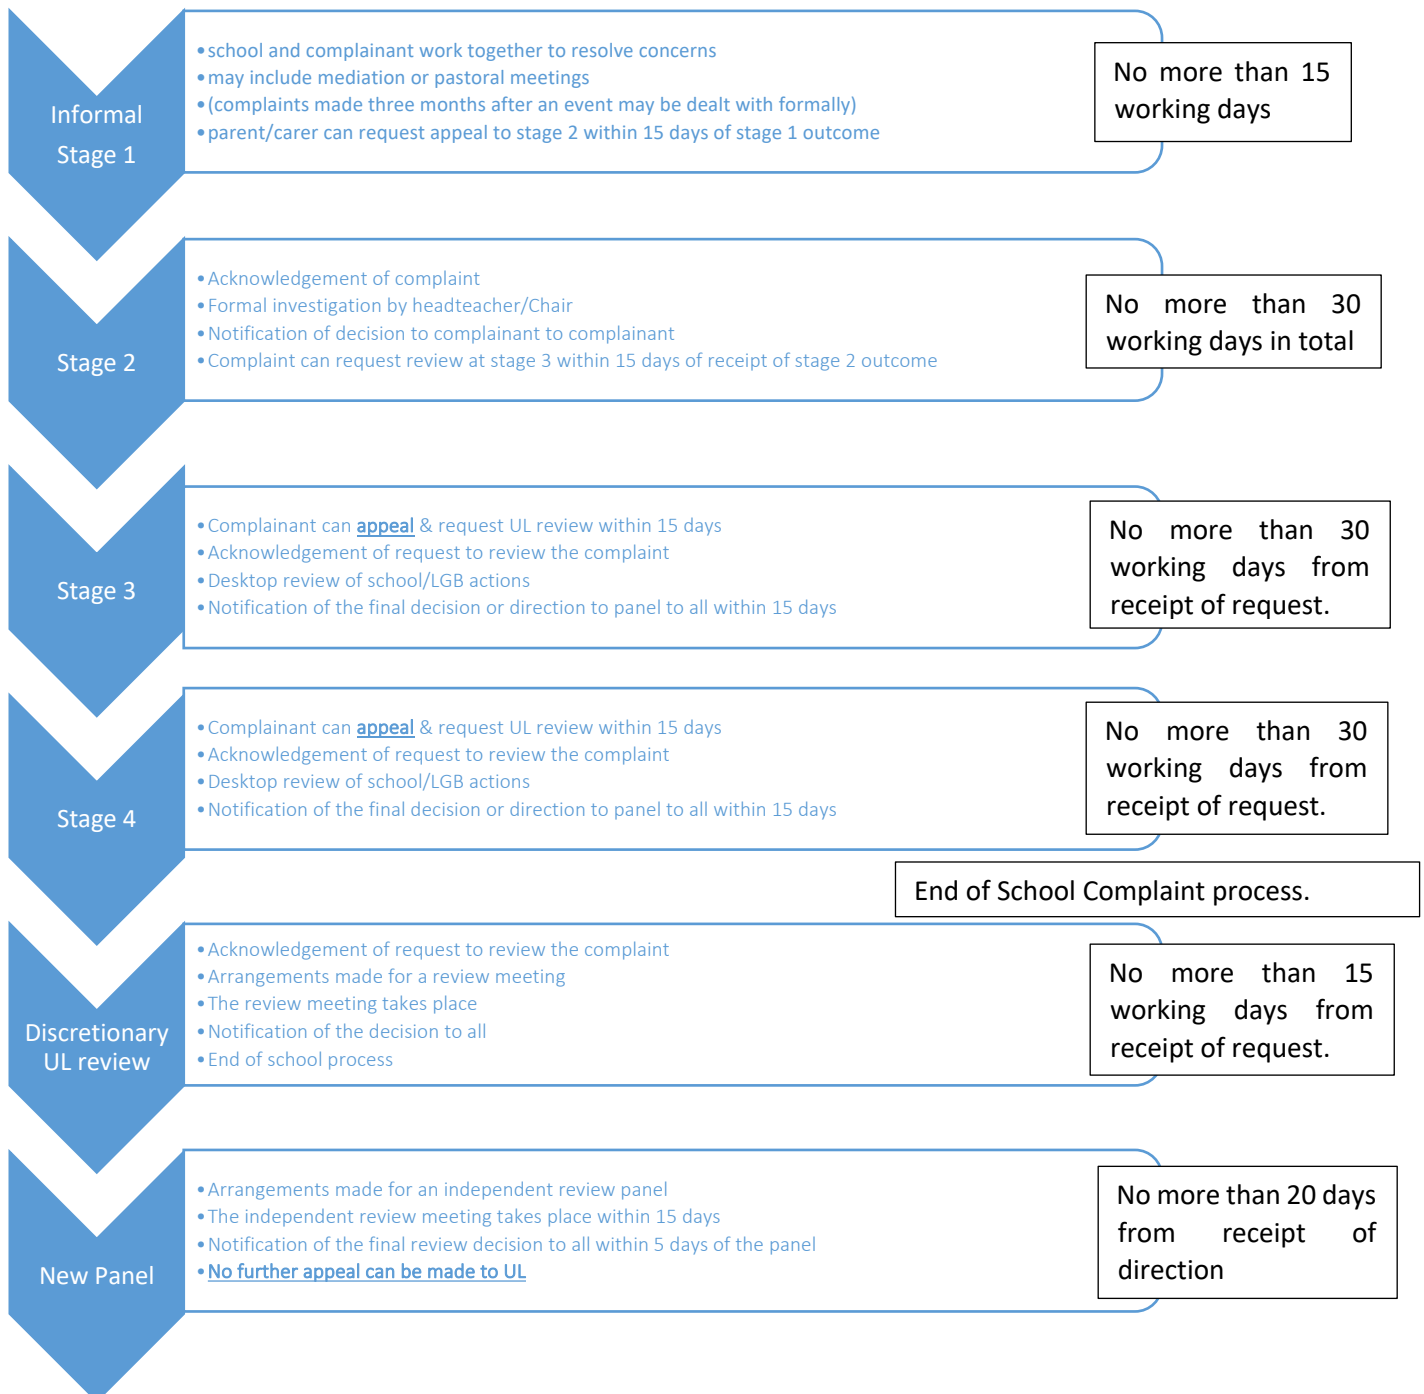 Informal
Stage 1
•school and complainant work together to resolve concerns
•may include mediation or pastoral meetings
•(complaints made three months after an event may be dealt with formally)
•parent/carer can request appeal to stage 2 within 15 days of stage 1 outcome
No more than 15
working days
Stage 2
•Acknowledgement of complaint
•Formal investigation by headteacher/Chair
•Notification of decision to complainant to complainant
•Complaint can request review at stage 3 within 15 days of receipt of stage 2 outcome
No more than 30
working days in total
Stage 3
•Complainant can appeal & request UL review within 15 days
•Acknowledgement of request to review the complaint
•Desktop review of school/LGB actions
•Notification of the final decision or direction to panel to all within 15 days
No more than 30
working days from
receipt of request.
Stage 4
•Complainant can appeal & request UL review within 15 days
•Acknowledgement of request to review the complaint
•Desktop review of school/LGB actions
•Notification of the final decision or direction to panel to all within 15 days
No more than 30
working days from
receipt of request.
End of School Complaint process.
Discretionary
UL review
•Acknowledgement of request to review the complaint
•Arrangements made for a review meeting
•The review meeting takes place
•Notification of the decision to all
•End of school process
No more than 15
working days from
receipt of request.
New Panel
•Arrangements made for an independent review panel
•The independent review meeting takes place within 15 days
•Notification of the final review decision to all within 5 days of the panel
•No further appeal can be made to UL
No more than 20 days
from receipt of
direction